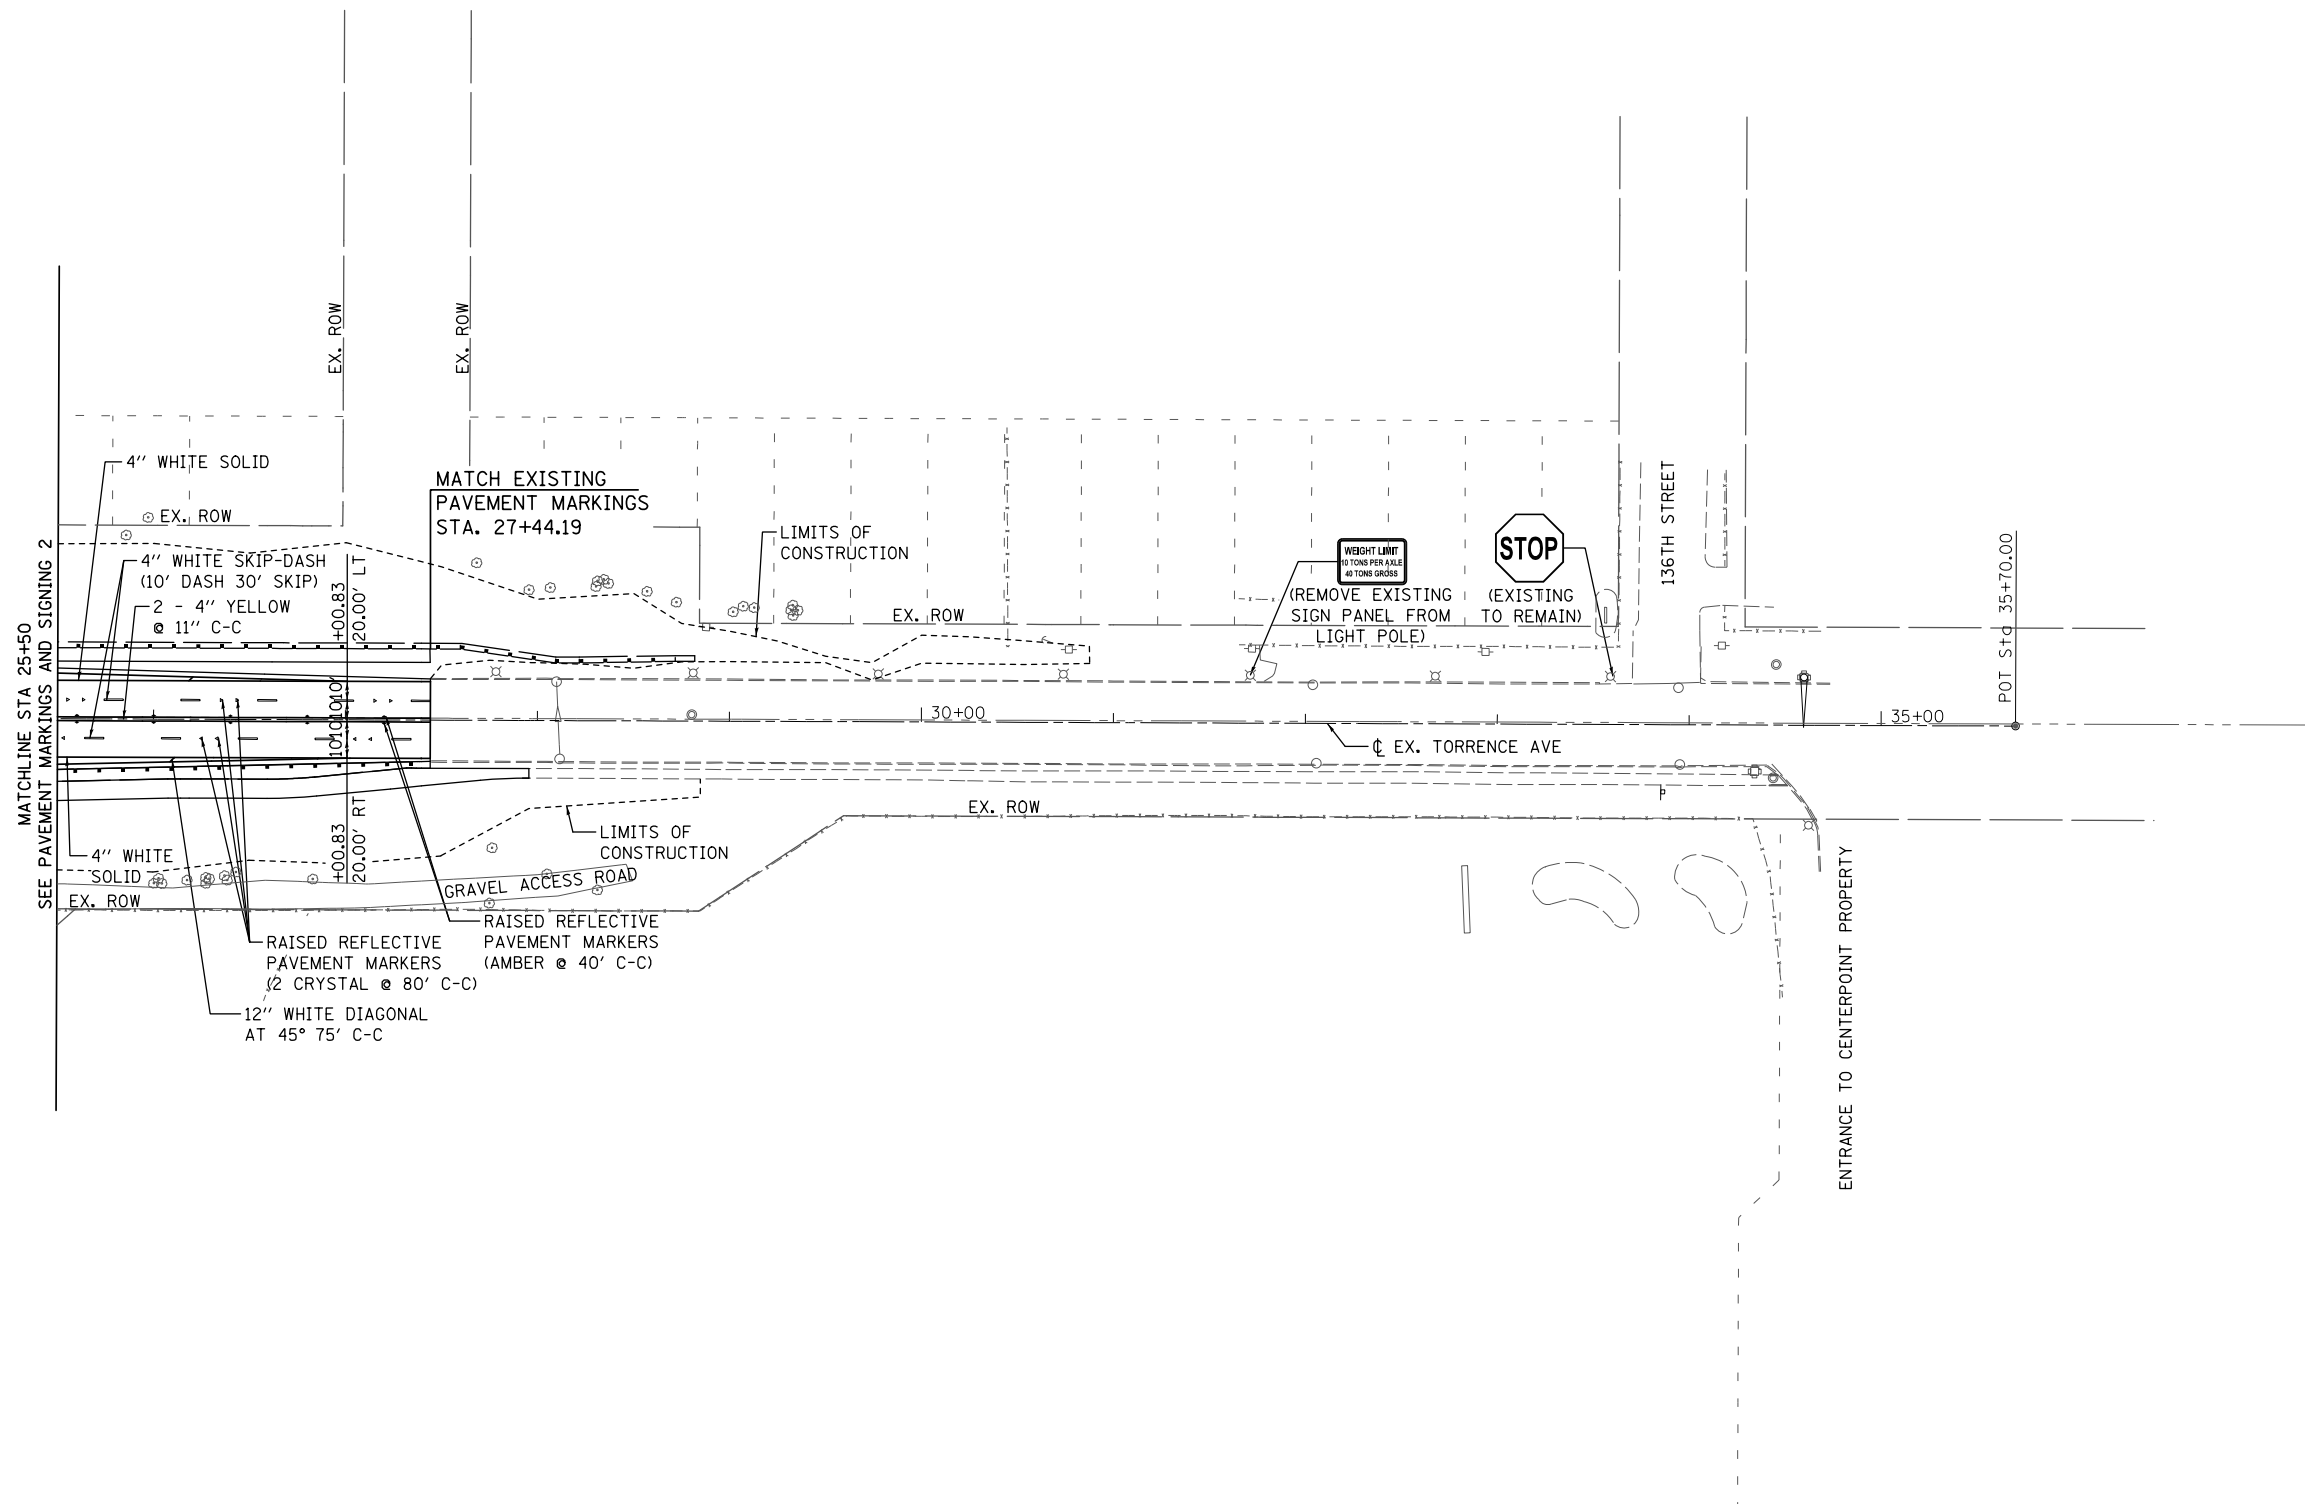 EX. ROW
EX. ROW
4" WHITE SOLID
EX. ROW
MATCH EXISTING
PAVEMENT MARKINGS
STA. 27+44.19
4" WHITE SKIP-DASH
(10' DASH 30' SKIP)
2 - 4" YELLOW
@ 11" C-C
+00.83
20.00' LT
LIMITS OF
CONSTRUCTION
EX. ROW
WEIGHT LIMIT
10 TONS PER AXLE
40 TONS GROSS
(REMOVE EXISTING
SIGN PANEL FROM
LIGHT POLE)
STOP
(EXISTING
TO REMAIN)
136TH STREET
POT Sta 35+70.00
MATCHLINE STA 25+50
SEE PAVEMENT MARKINGS AND SIGNING 2
10'
10'
10'
10'
30+00
35+00
℄ EX. TORRENCE AVE
EX. ROW
+00.83
20.00' RT
LIMITS OF
CONSTRUCTION
4" WHITE
SOLID
EX. ROW
GRAVEL ACCESS ROAD
RAISED REFLECTIVE
PAVEMENT MARKERS
(AMBER @ 40' C-C)
RAISED REFLECTIVE
PAVEMENT MARKERS
(2 CRYSTAL @ 80' C-C)
12" WHITE DIAGONAL
AT 45° 75' C-C
ENTRANCE TO CENTERPOINT PROPERTY